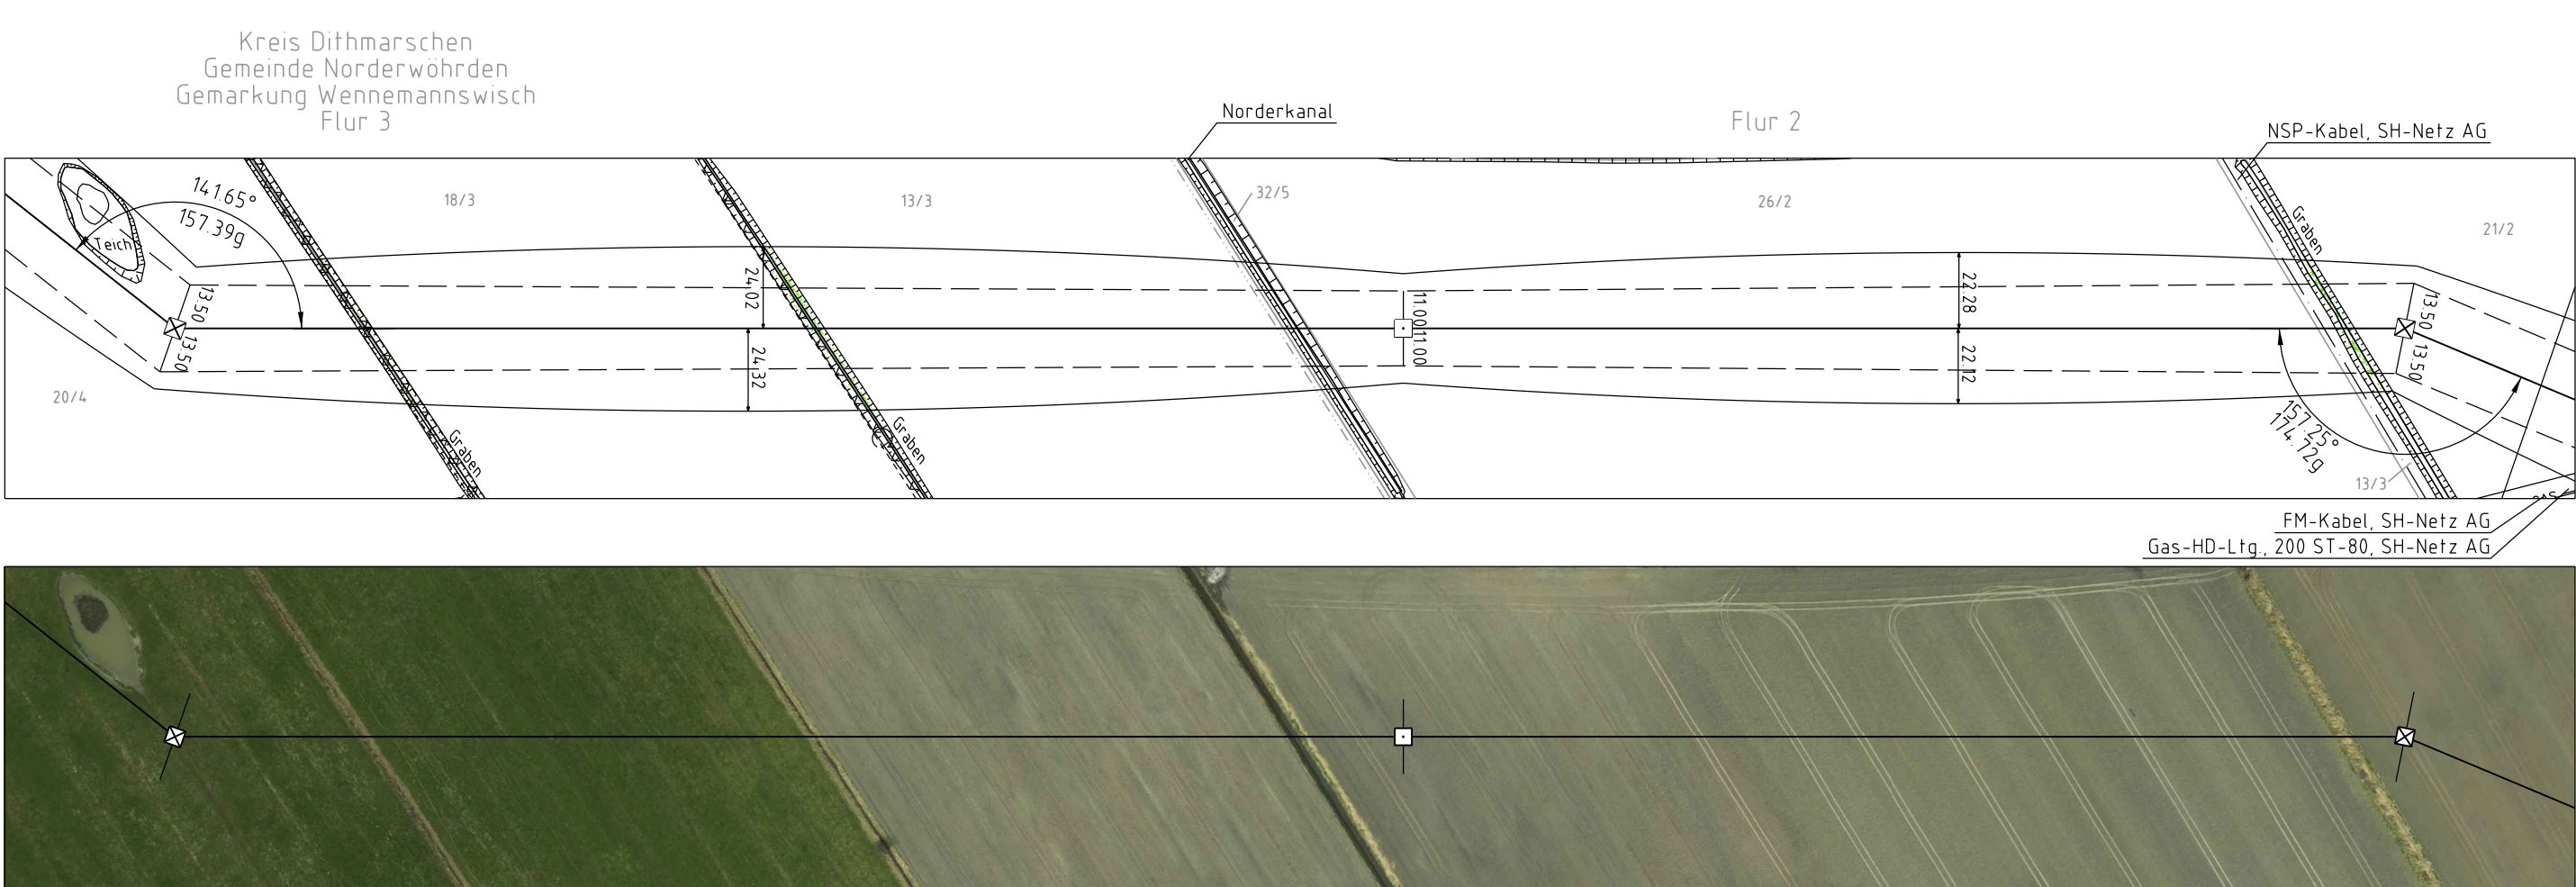 Kreis Dithmarschen
Gemeinde Norderwöhrden
Gemarkung Wennemannswisch
Flur 3
Norderkanal
Flur 2
NSP-Kabel, SH-Netz AG
141.65°
157.39g
Teich
18/3
13/3
32/5
26/2
Graben
21/2
13.50
13.50
24.02
24.32
11.00
11.00
22.28
22.12
13.50
13.50
20/4
Graben
Graben
157.25°
174.72g
13/3
FM-Kabel, SH-Netz AG
Gas-HD-Ltg., 200 ST-80, SH-Netz AG